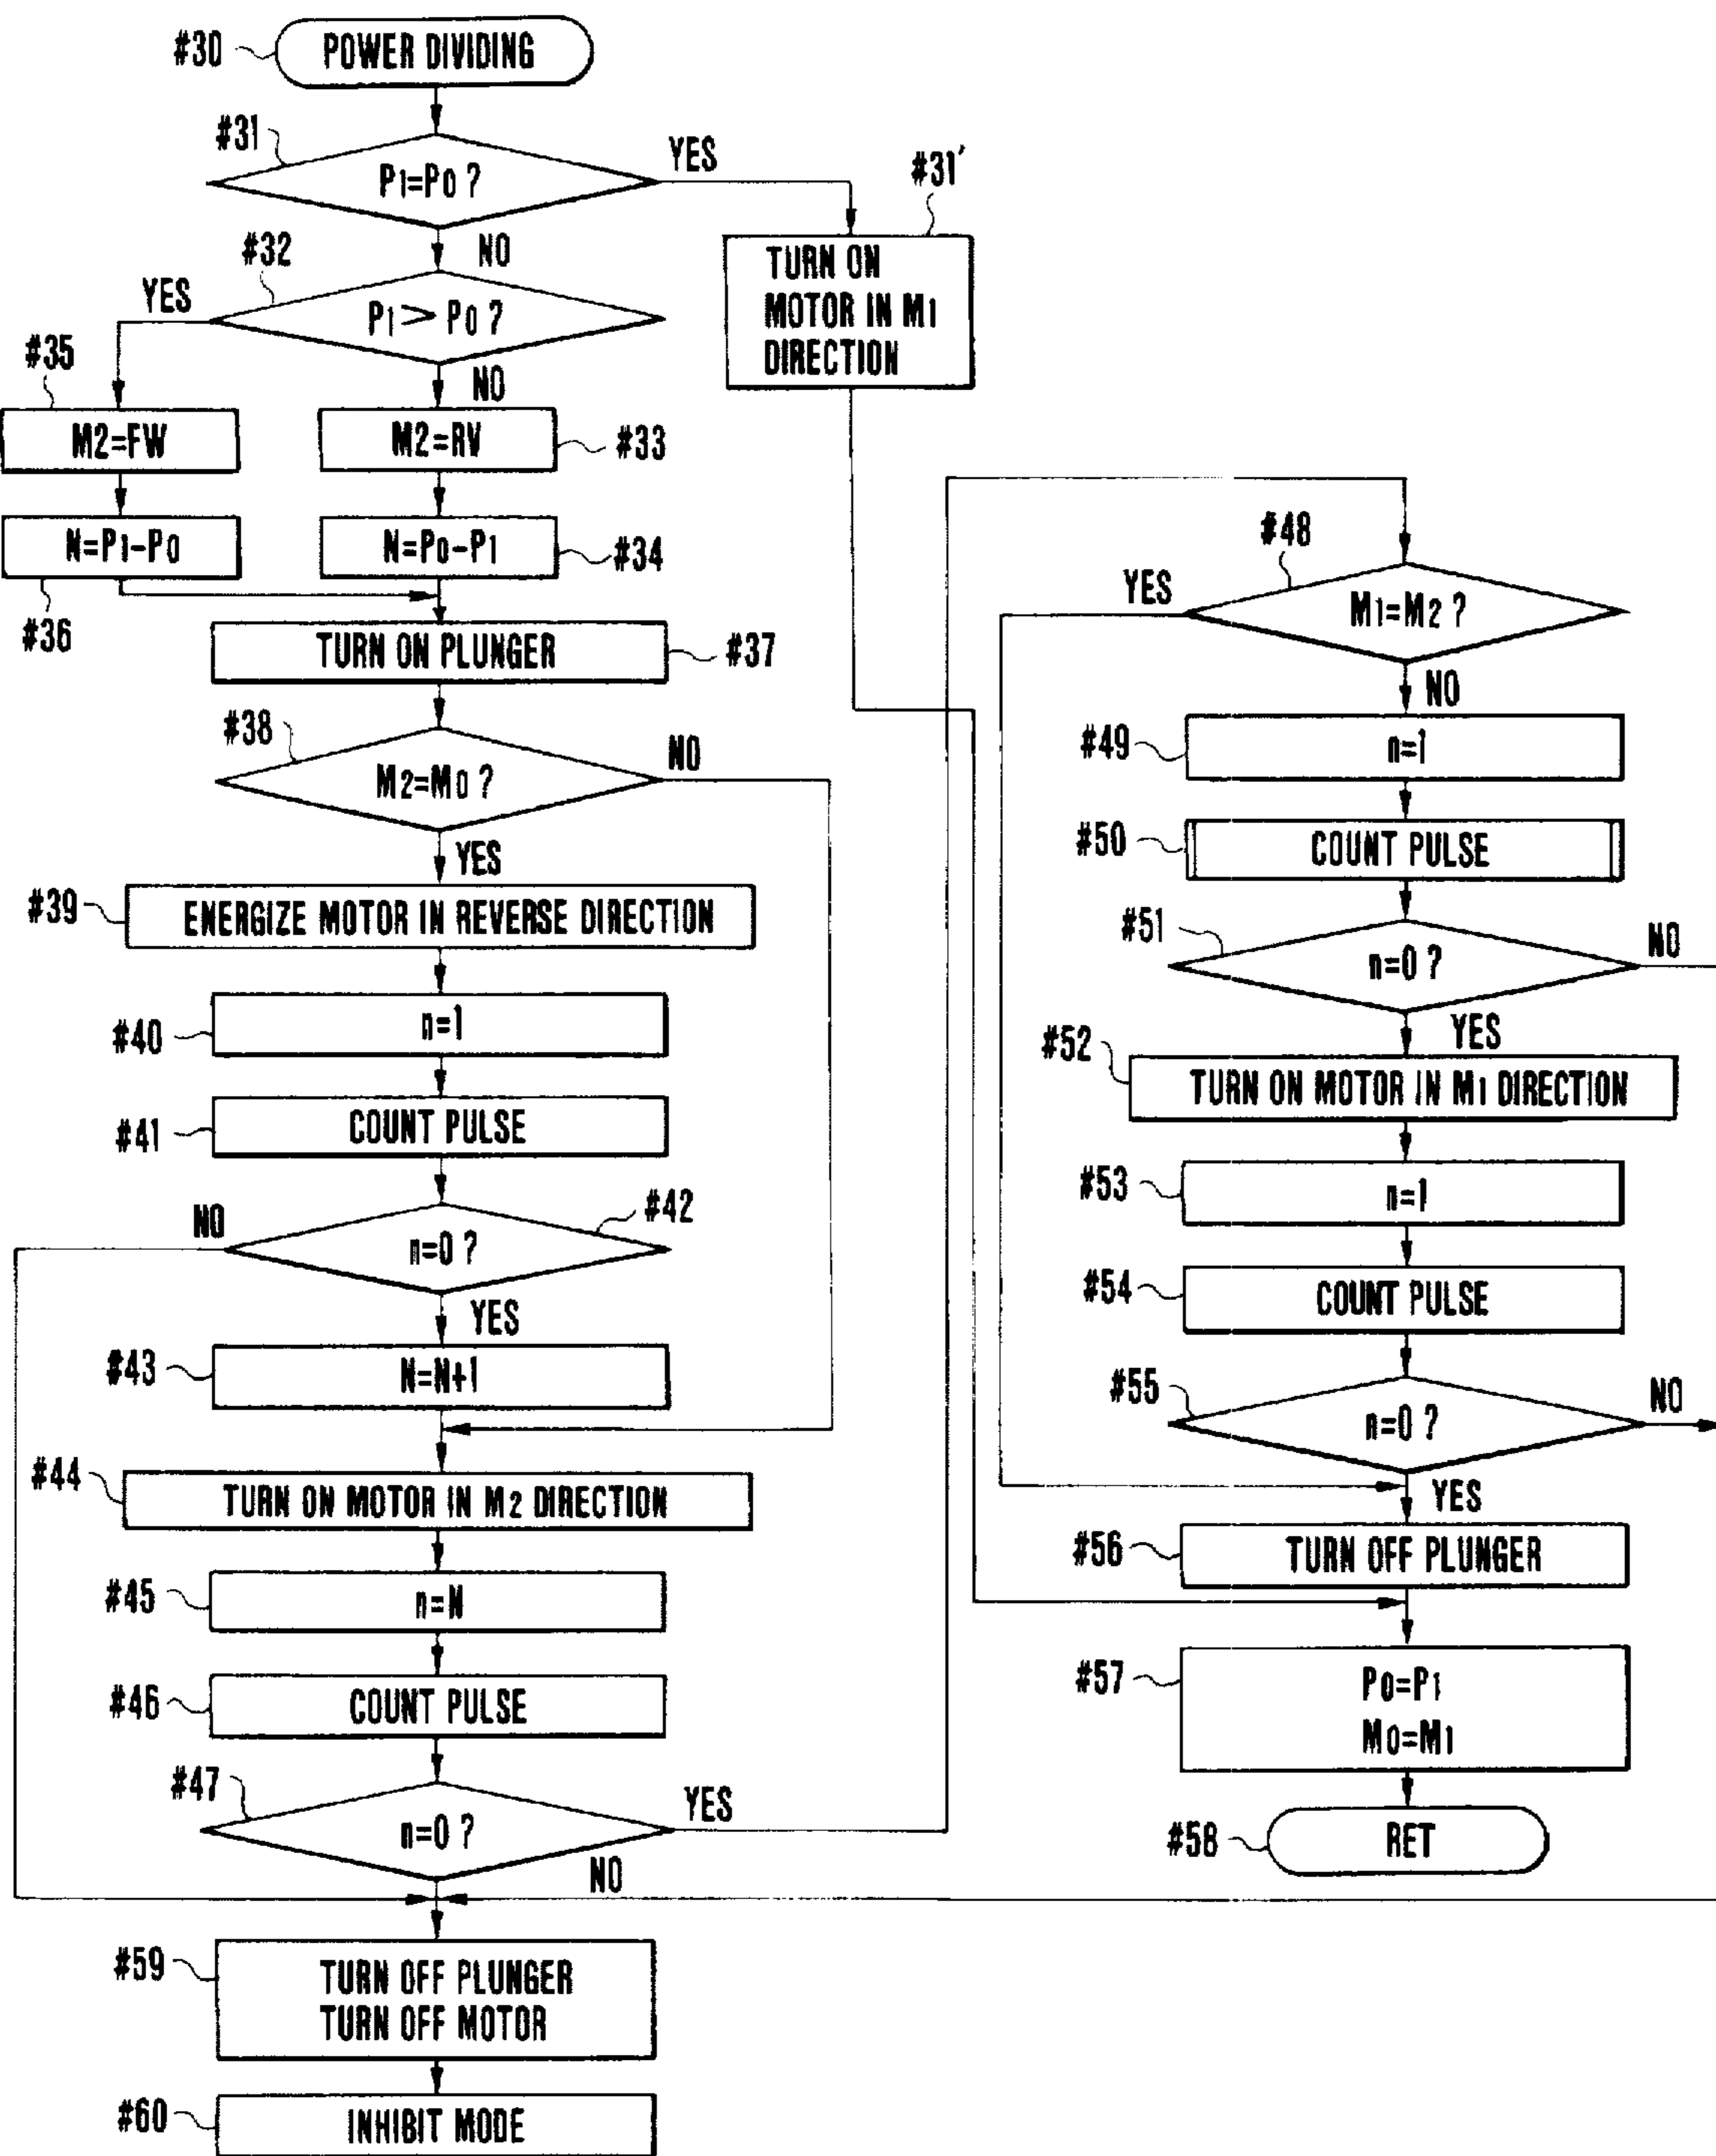 #30
POWER DIVIDING
#31
P1=P0 ?
YES
NO
#31'
TURN ON
MOTOR IN M1
DIRECTION
#32
P1 > P0 ?
YES
NO
#35
M2=FW
M2=RV
#33
N=P1-P0
#36
N=P0-P1
#34
TURN ON PLUNGER
#37
#38
M2=M0 ?
NO
YES
#39
ENERGIZE MOTOR IN REVERSE DIRECTION
#40
n=1
#41
COUNT PULSE
#42
n=0 ?
NO
YES
#43
N=N+1
#44
TURN ON MOTOR IN M2 DIRECTION
#45
n=N
#46
COUNT PULSE
#47
n=0 ?
YES
NO
#48
M1=M2 ?
YES
NO
#49
n=1
#50
COUNT PULSE
#51
n=0 ?
NO
YES
#52
TURN ON MOTOR IN M1 DIRECTION
#53
n=1
#54
COUNT PULSE
#55
n=0 ?
NO
YES
#56
TURN OFF PLUNGER
#57
P0=P1
M0=M1
#58
RET
#59
TURN OFF PLUNGER
TURN OFF MOTOR
#60
INHIBIT MODE